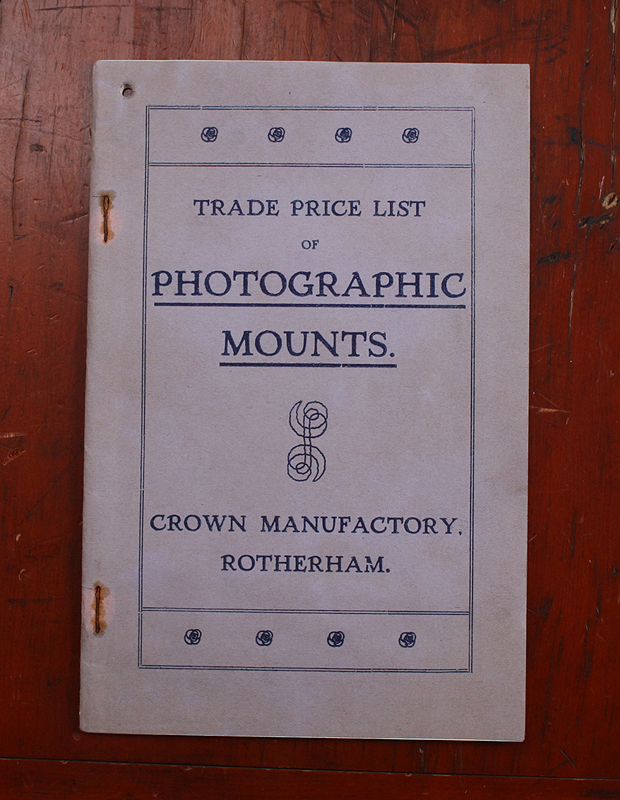 TRADE PRICE LIST
OF
PHOTOGRAPHIC
MOUNTS.
CROWN MANUFACTORY,
ROTHERHAM.